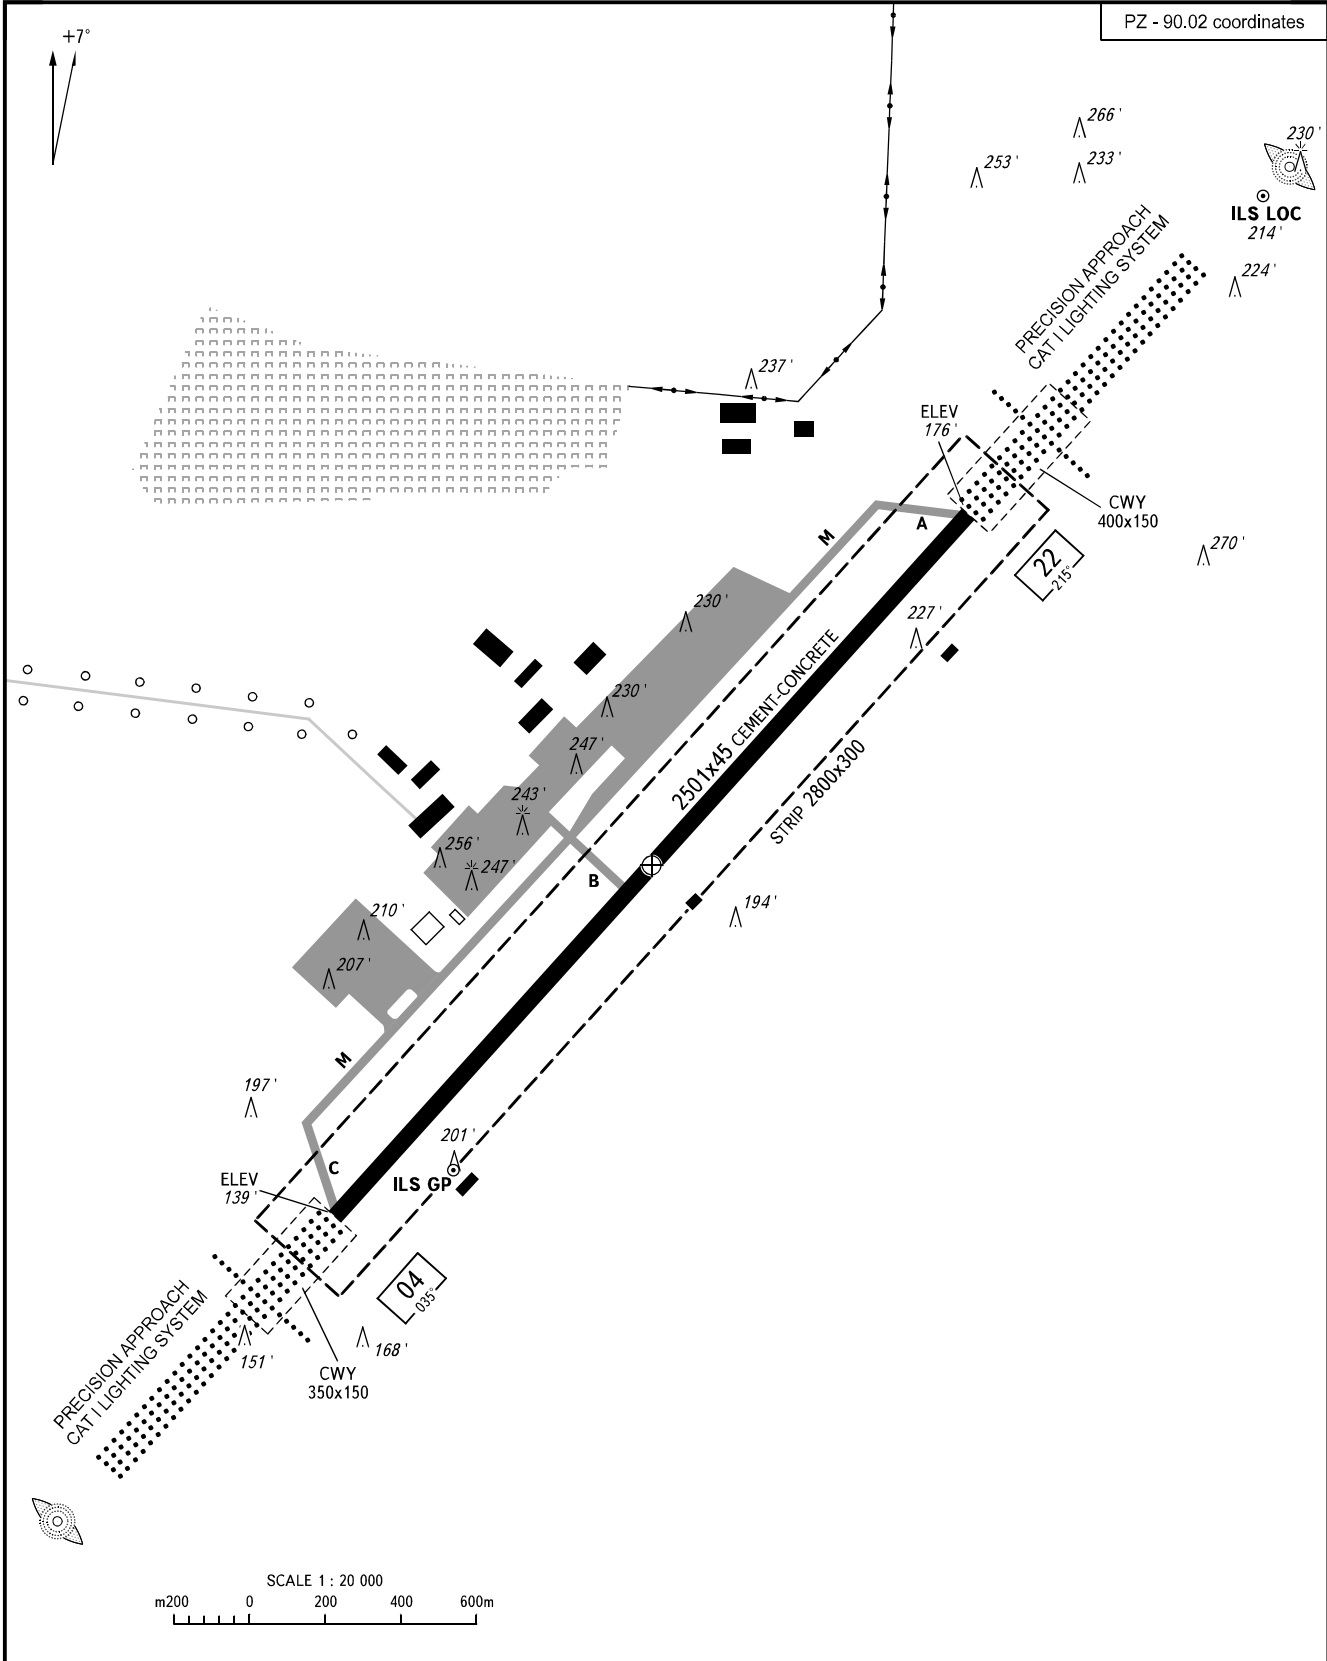 PZ - 90.02 coordinates
+7°
266'
230'
253'
233'
ILS LOC
214'
PRECISION APPROACH
CAT I LIGHTING SYSTEM
224'
237'
ELEV
176'
CWY
400x150
A
M
270'
22
215°
230'
227'
2501x45 CEMENT-CONCRETE
230'
247'
STRIP 2800x300
243'
256'
247'
B
210'
194'
207'
M
197'
201'
C
ELEV
139'
ILS GP
04
035°
PRECISION APPROACH
CAT I LIGHTING SYSTEM
151'
168'
CWY
350x150
SCALE 1 : 20 000
m200 0 200 400 600m